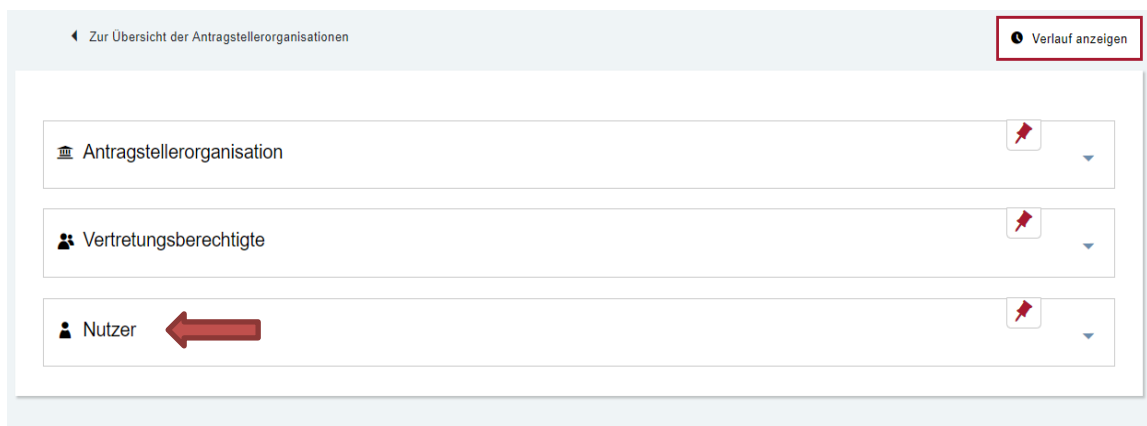 Zur Übersicht der Antragstellerorganisationen
Verlauf anzeigen
Antragstellerorganisation
Vertretungsberechtigte
Nutzer